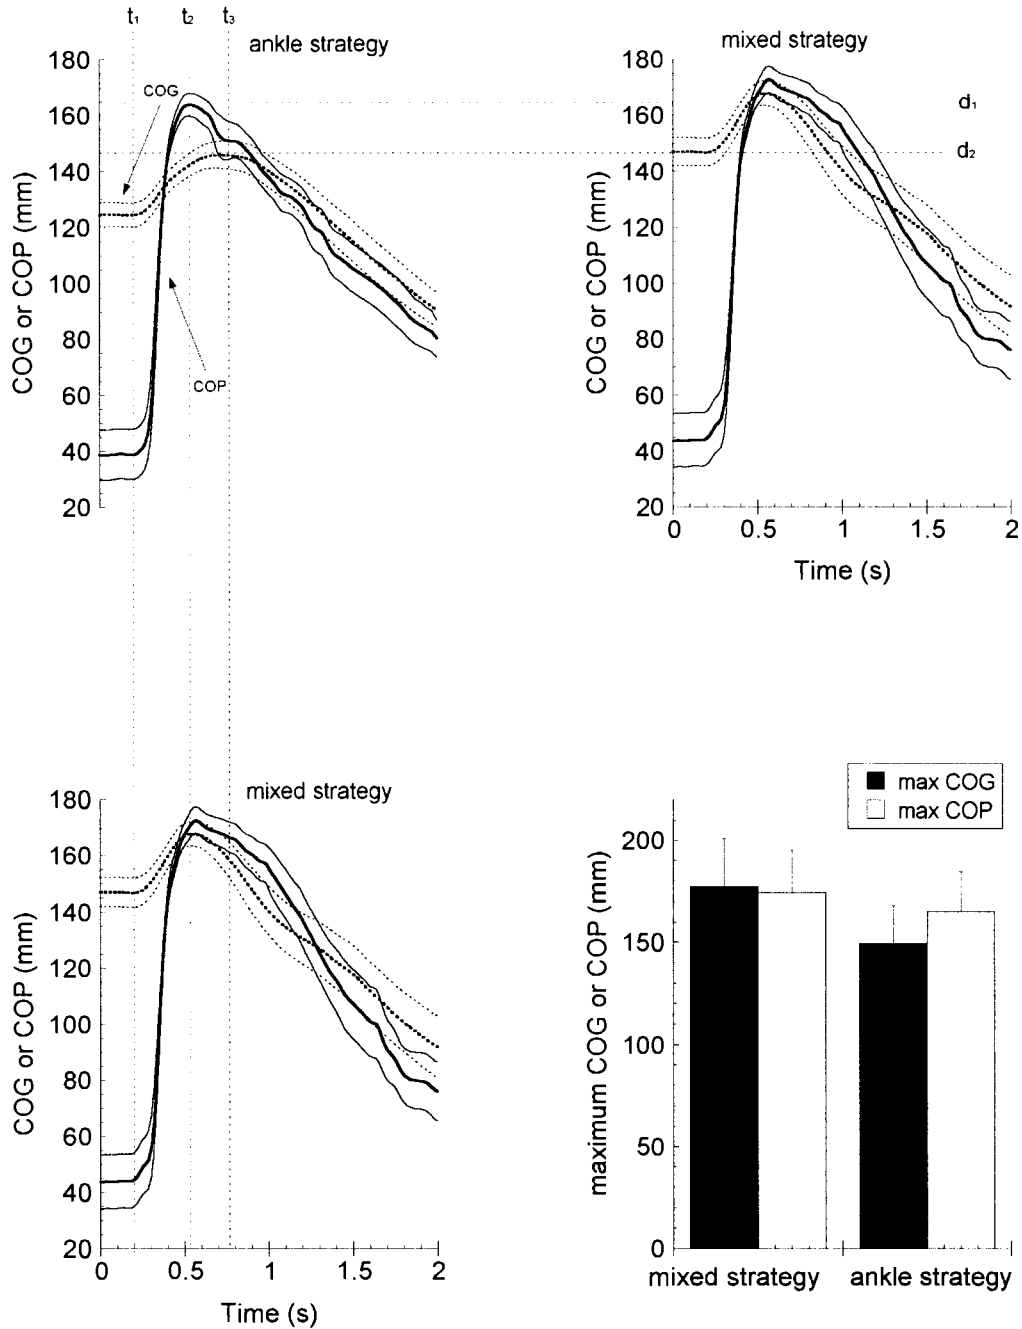 t1 t2 t3
ankle strategy
180
160
140
120
100
80
60
40
20
COG or COP (mm)
COG
COP
mixed strategy
180
160
140
120
100
80
60
40
20
COG or COP (mm)
d1
d2
0 0.5 1 1.5 2
Time (s)
mixed strategy
180
160
140
120
100
80
60
40
20
COG or COP (mm)
0 0.5 1 1.5 2
Time (s)
max COG
max COP
200
150
100
50
0
maximum COG or COP (mm)
mixed strategy ankle strategy